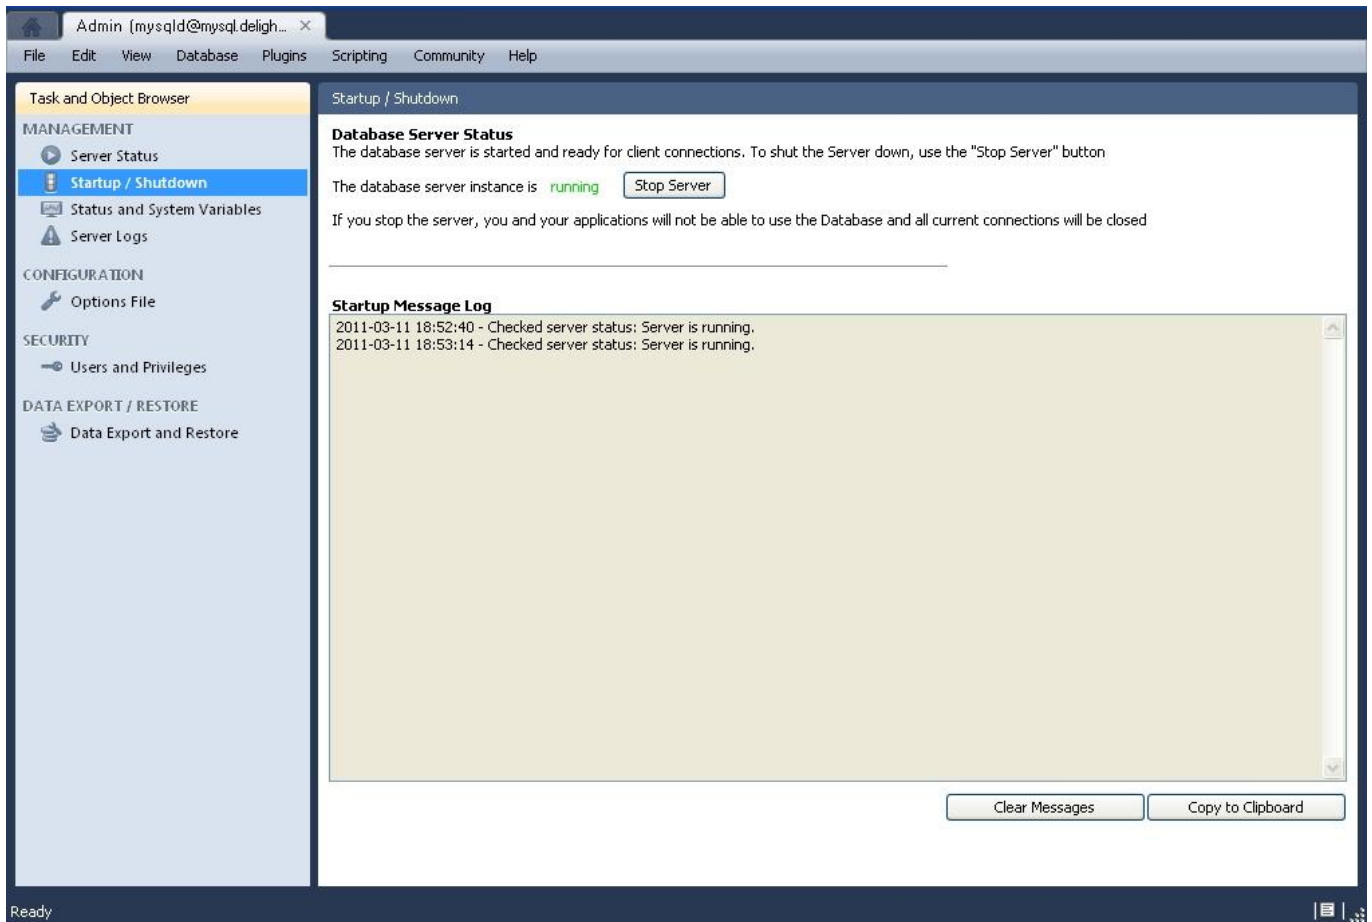 Admin (mysqld@mysql.deligh...
File Edit View Database Plugins Scripting Community Help
Task and Object Browser
MANAGEMENT
Server Status
Startup / Shutdown
Status and System Variables
Server Logs
CONFIGURATION
Options File
SECURITY
Users and Privileges
DATA EXPORT / RESTORE
Data Export and Restore
Startup / Shutdown
Database Server Status
The database server is started and ready for client connections. To shut the Server down, use the "Stop Server" button
The database server instance is running Stop Server
If you stop the server, you and your applications will not be able to use the Database and all current connections will be closed
Startup Message Log
2011-03-11 18:52:40 - Checked server status: Server is running.
2011-03-11 18:53:14 - Checked server status: Server is running.
Clear Messages Copy to Clipboard
Ready